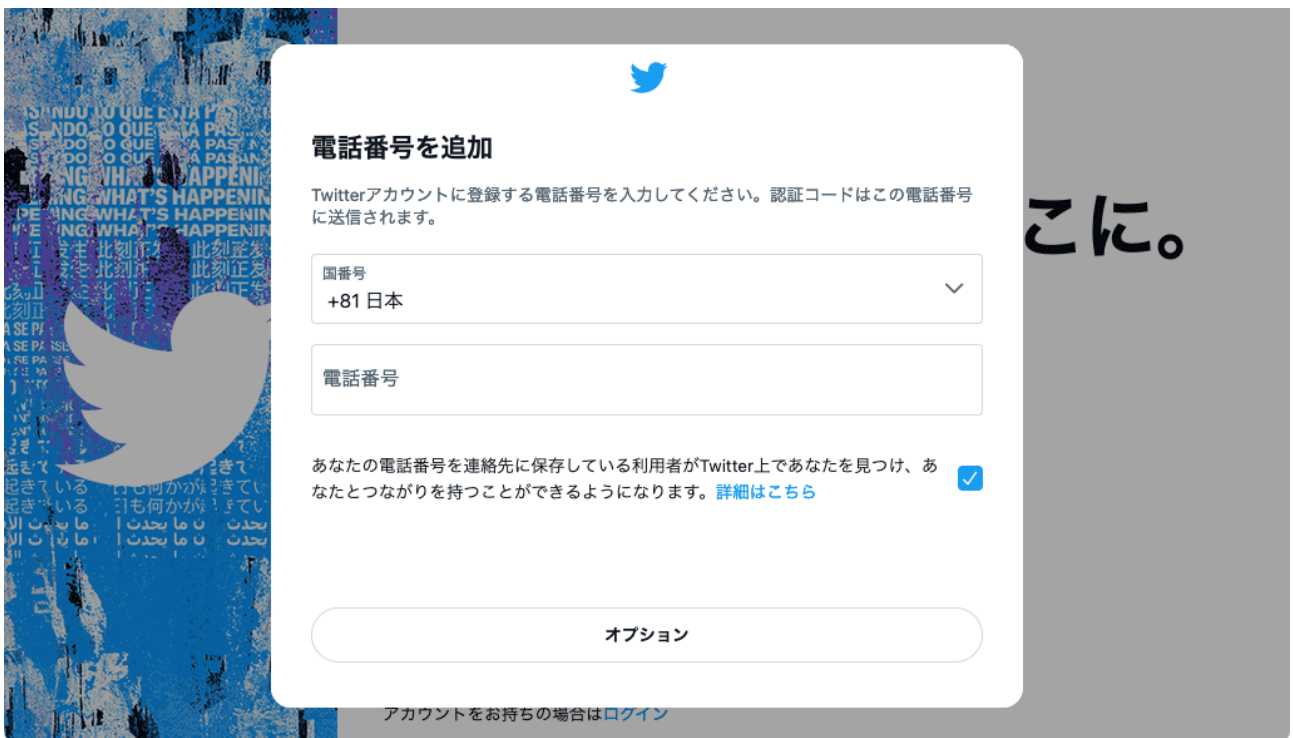 電話番号を追加
Twitterアカウントに登録する電話番号を入力してください。認証コードはこの電話番号
に送信されます。
国番号
+81 日本
電話番号
あなたの電話番号を連絡先に保存している利用者がTwitter上であなたを見つけ、あ
なたとつながりを持つことができるようになります。詳細はこちら
オプション
こに。
アカウントをお持ちの場合はログイン
WHAT'S HAPPENIN
WHAT'S HAPPENIN
此刻正发